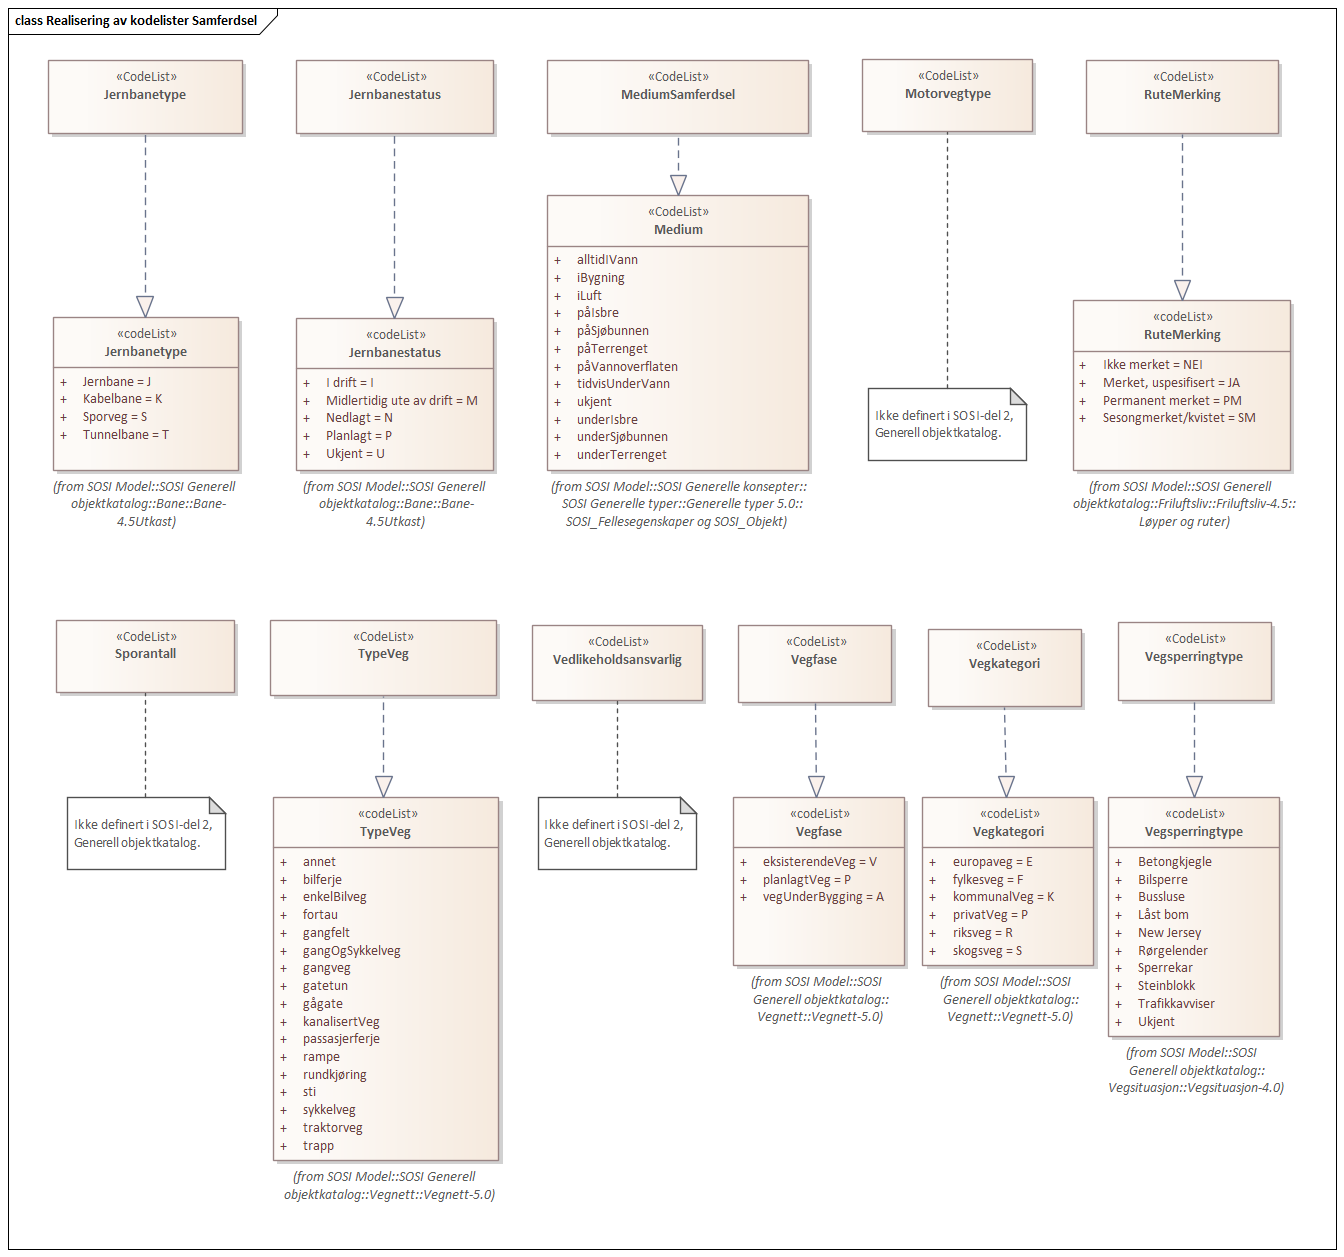 class Realisering av kodelister Samferdsel
«CodeList»
Jernbanetype
«CodeList»
Jernbanestatus
«CodeList»
MediumSamferdsel
«CodeList»
Motorvegtype
«CodeList»
RuteMerking
«codeList»
Jernbanetype
+ Jernbane = J
+ Kabelbane = K
+ Sporveg = S
+ Tunnelbane = T
(from SOSI Model::SOSI Generell
objektkatalog::Bane::Bane-
4.5Utkast)
«codeList»
Jernbanestatus
+ I drift = I
+ Midlertidig ute av drift = M
+ Nedlagt = N
+ Planlagt = P
+ Ukjent = U
(from SOSI Model::SOSI Generell
objektkatalog::Bane::Bane-
4.5Utkast)
«CodeList»
Medium
+ alltidIVann
+ iBygning
+ iLuft
+ påIsbre
+ påSjøbunnen
+ påTerrenget
+ påVannoverflaten
+ tidvisUnderVann
+ ukjent
+ underIsbre
+ underSjøbunnen
+ underTerrenget
(from SOSI Model::SOSI Generelle konsepter::
SOSI Generelle typer::Generelle typer 5.0::
SOSI_Fellesegenskaper og SOSI_Objekt)
Ikke definert i SOSI-del 2,
Generell objektkatalog.
«codeList»
RuteMerking
+ Ikke merket = NEI
+ Merket, uspesifisert = JA
+ Permanent merket = PM
+ Sesongmerket/kvistet = SM
(from SOSI Model::SOSI Generell
objektkatalog::Friluftsliv::Friluftsliv-4.5::
Løyper og ruter)
«CodeList»
Sporantall
«CodeList»
TypeVeg
«CodeList»
Vedlikeholdsansvarlig
«CodeList»
Vegfase
«CodeList»
Vegkategori
«CodeList»
Vegsperringtype
Ikke definert i SOSI-del 2,
Generell objektkatalog.
«codeList»
TypeVeg
+ annet
+ bilferje
+ enkelBilveg
+ fortau
+ gangfelt
+ gangOgSykkelveg
+ gangveg
+ gatetun
+ gågate
+ kanalisertVeg
+ passasjerferje
+ rampe
+ rundkjøring
+ sti
+ sykkelveg
+ traktorveg
+ trapp
(from SOSI Model::SOSI Generell
objektkatalog::Vegnett::Vegnett-5.0)
Ikke definert i SOSI-del 2,
Generell objektkatalog.
«codeList»
Vegfase
+ eksisterendeVeg = V
+ planlagtVeg = P
+ vegUnderBygging = A
(from SOSI Model::SOSI
Generell objektkatalog::
Vegnett::Vegnett-5.0)
«codeList»
Vegkategori
+ europaveg = E
+ fylkesveg = F
+ kommunalVeg = K
+ privatVeg = P
+ riksveg = R
+ skogsveg = S
(from SOSI Model::SOSI
Generell objektkatalog::
Vegnett::Vegnett-5.0)
«codeList»
Vegsperringtype
+ Betongkjegle
+ Bilsperre
+ Bussluse
+ Låst bom
+ New Jersey
+ Rørgelender
+ Sperrekar
+ Steinblokk
+ Trafikkavviser
+ Ukjent
(from SOSI Model::SOSI
Generell objektkatalog::
Vegsituasjon::Vegsituasjon-4.0)